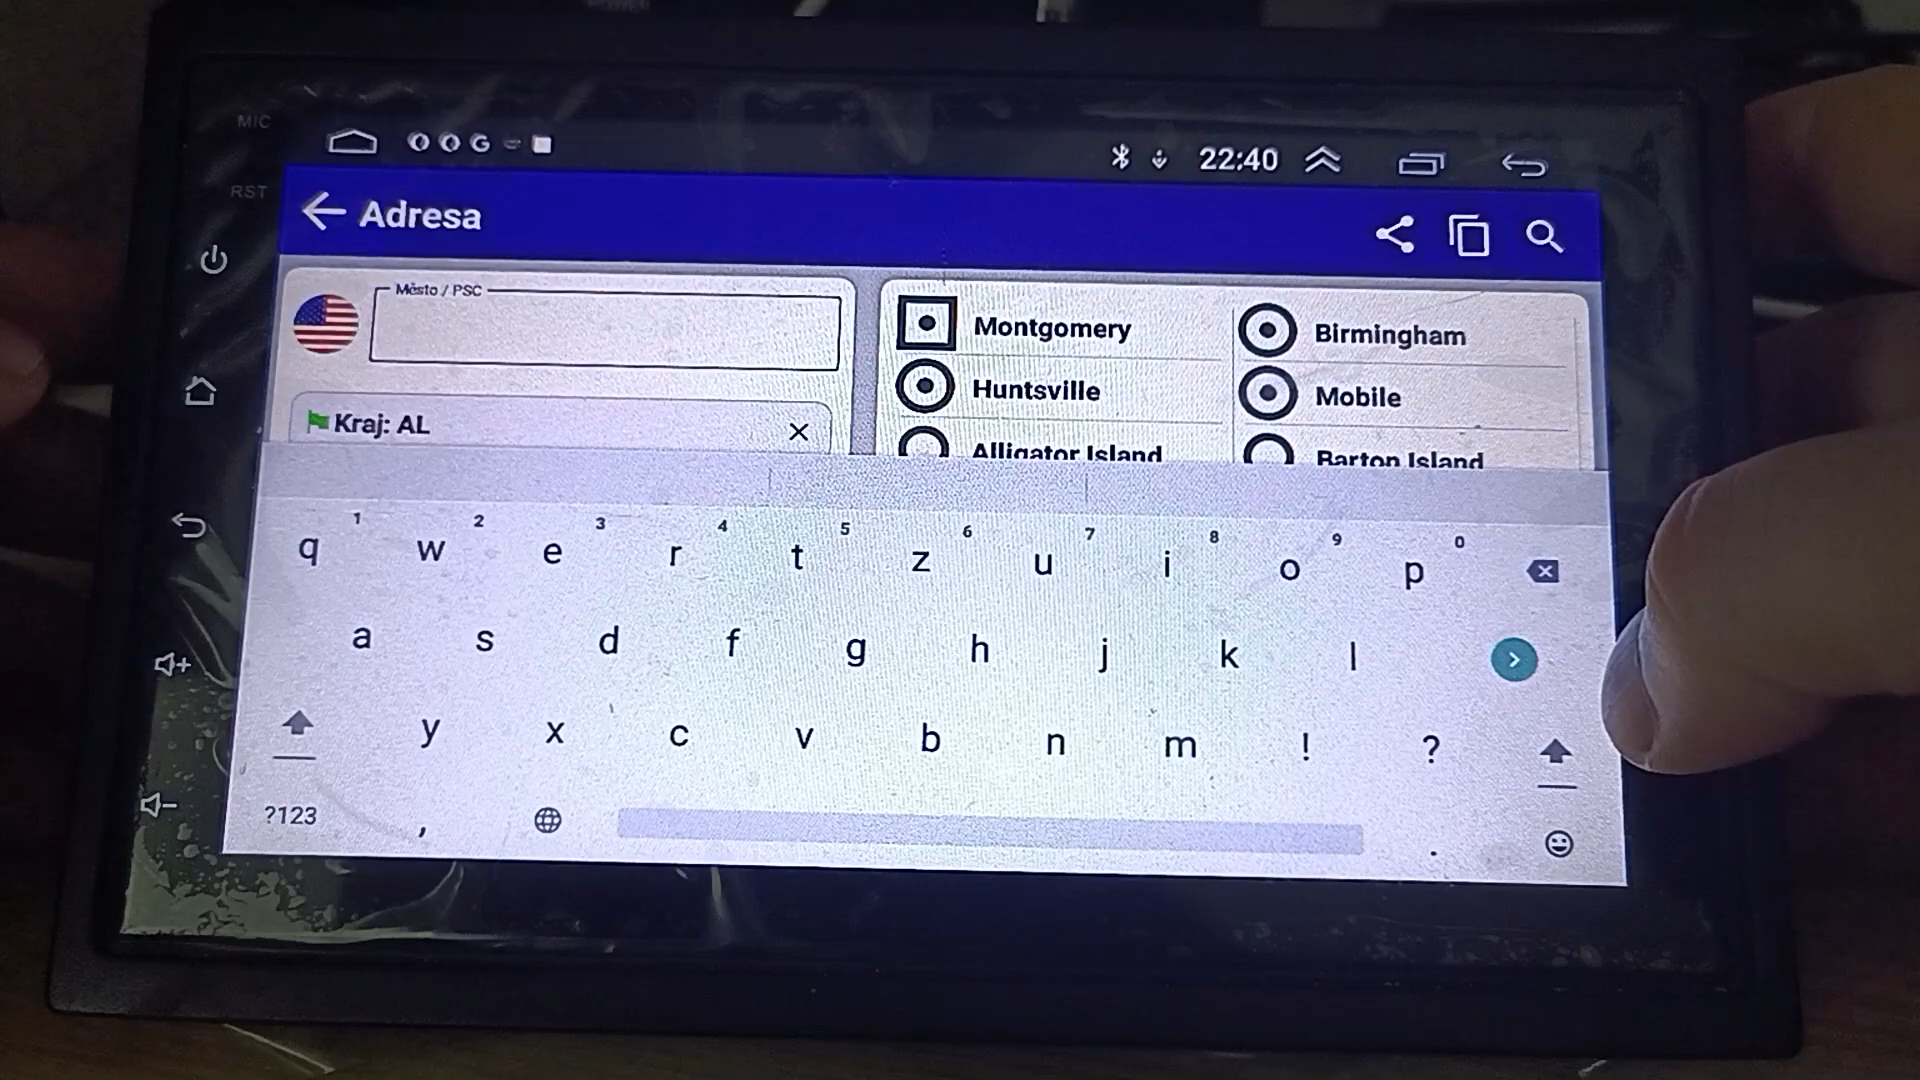 MIC
RST
22:40
Adresa
Město / PSC
Kraj: AL
Montgomery
Birmingham
Huntsville
Mobile
Alligator Island
Barton Island
1 2 3 4 5 6 7 8 9 0
q w e r t z u i o p
a s d f g h j k l
y x c v b n m ! ?
?123 , .